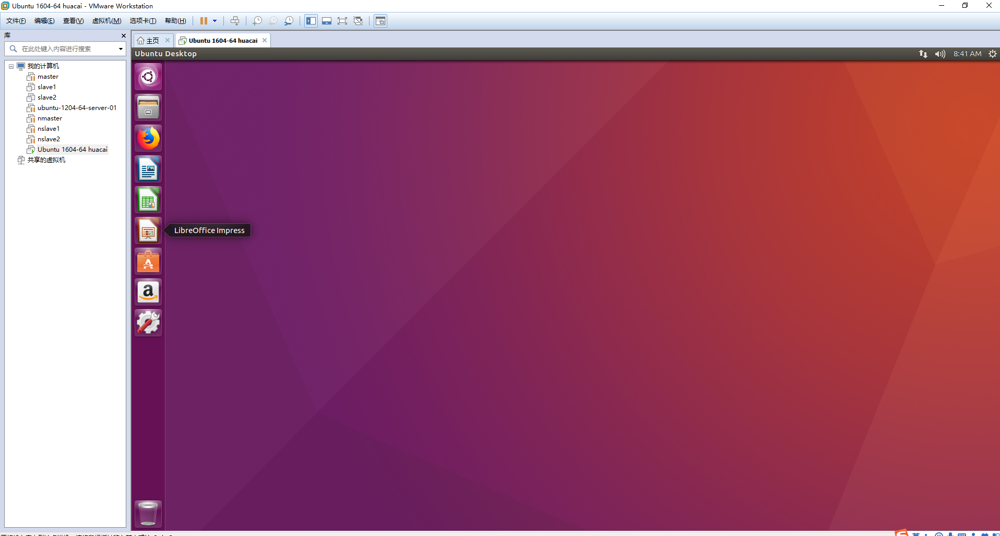 Ubuntu 1604-64 huacai - VMware Workstation
文件(F) 编辑(E) 查看(V) 虚拟机(M) 选项卡(T) 帮助(H)
库
在此处键入内容进行搜索
我的计算机
master
slave1
slave2
ubuntu-1204-64-server-01
nmaster
nslave1
nslave2
Ubuntu 1604-64 huacai
共享的虚拟机
主页
Ubuntu 1604-64 huacai
Ubuntu Desktop
8:41 AM
LibreOffice Impress